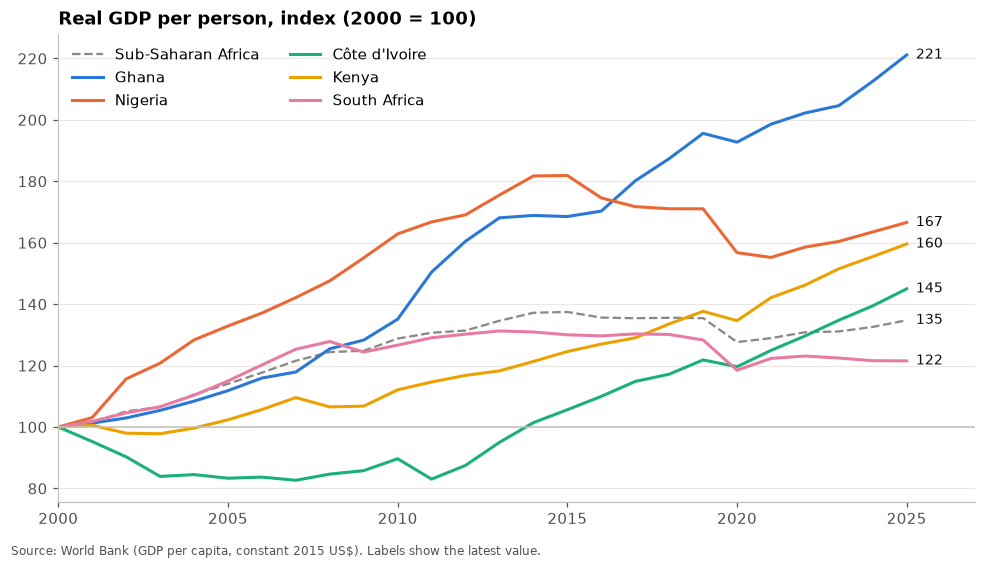 Real GDP per person, index (2000 = 100)
Sub-Saharan Africa
Ghana
Nigeria
Côte d'Ivoire
Kenya
South Africa
220
200
180
160
140
120
100
80
221
167
160
145
135
122
2000
2005
2010
2015
2020
2025
Source: World Bank (GDP per capita, constant 2015 US$). Labels show the latest value.